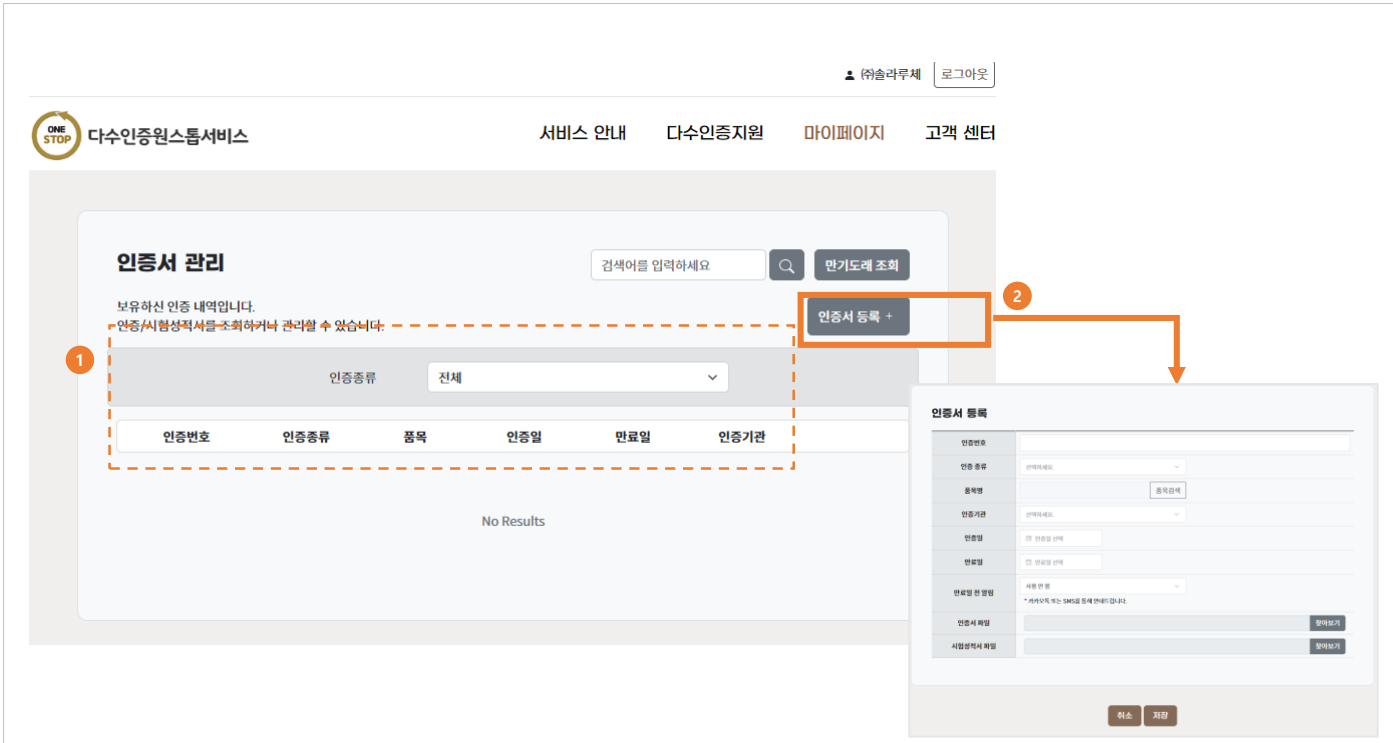 ㈜솔라루체 로그아웃
ONE STOP 다수인증원스톱서비스 서비스 안내 다수인증지원 마이페이지 고객 센터
인증서 관리 검색어를 입력하세요 만기도래 조회
보유하신 인증 내역입니다.
인증/시험성적서를 조회하거나 관리할 수 있습니다.
인증서 등록 +
2
1
인증종류 전체
인증번호 인증종류 품목 인증일 만료일 인증기관
No Results
인증서 등록
인증번호
인증 종류 선택하세요
품목명 품목검색
인증기관 선택하세요
인증일 인증일 선택
만료일 만료일 선택
만료일 전 알림 사용 안 함
* 카카오톡 또는 SMS를 통해 안내드립니다.
인증서 파일 찾아보기
시험성적서 파일 찾아보기
취소 저장